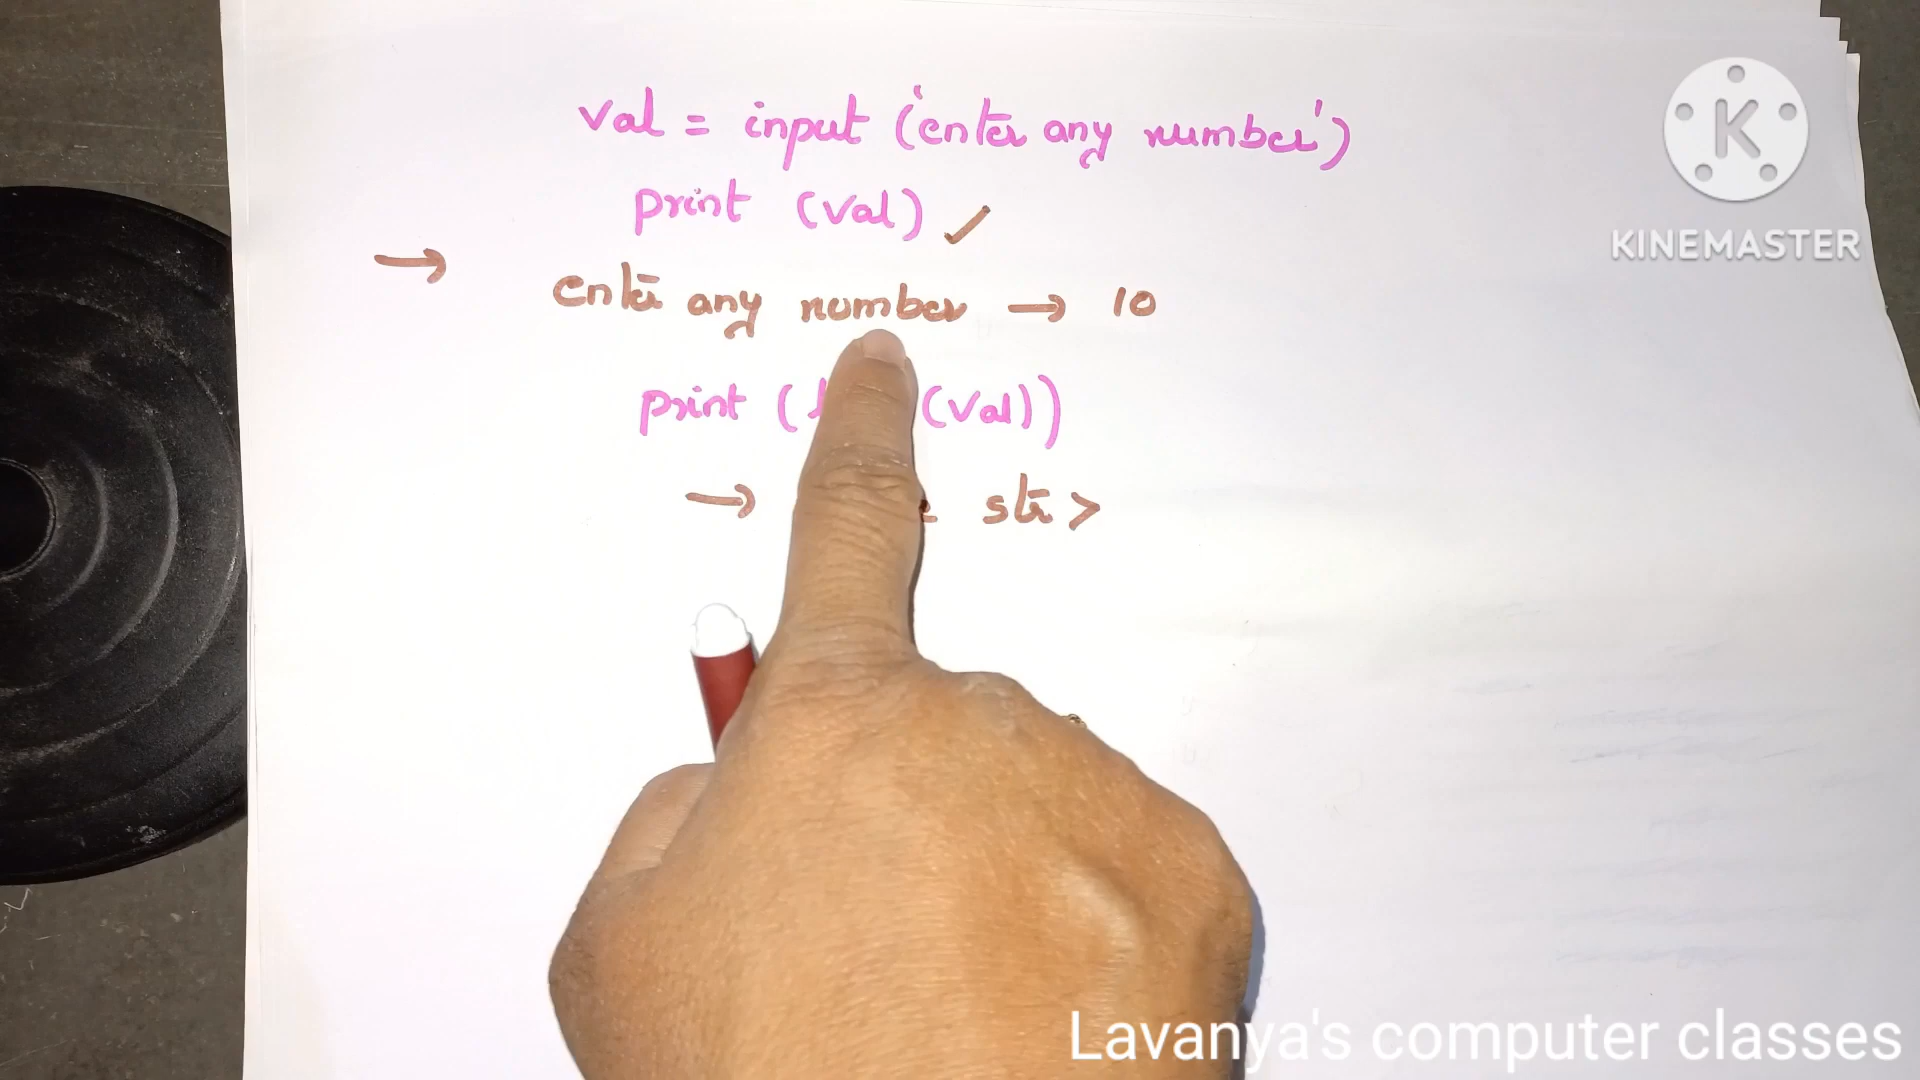 val = input ('enter any number')
print (val) ✓
→
enter any number → 10
print ( (val))
→ str >
K
KINEMASTER
Lavanya's computer classes